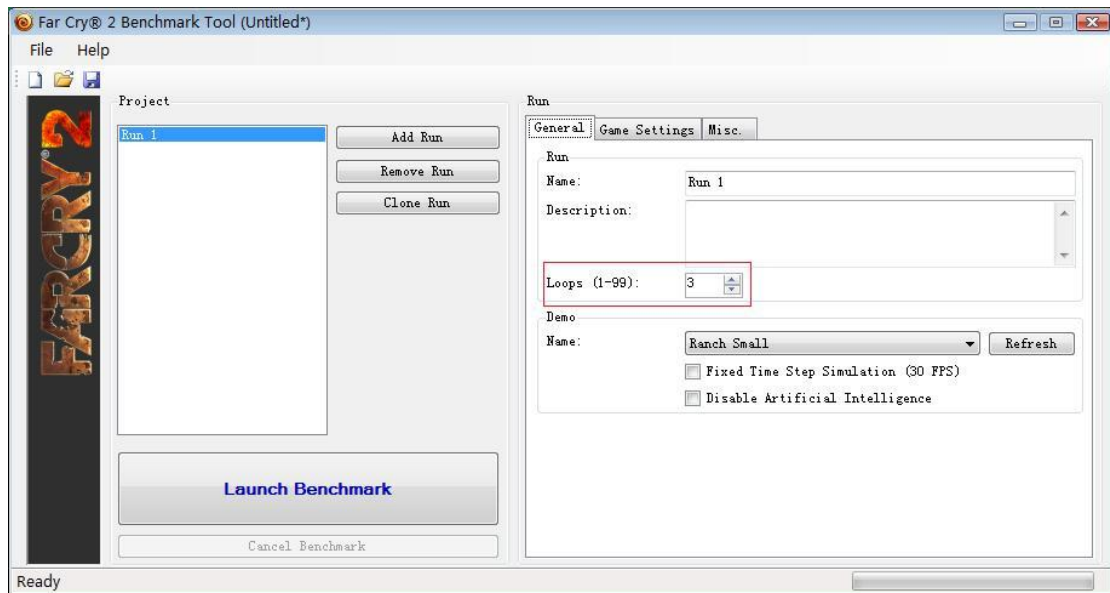 Far Cry® 2 Benchmark Tool (Untitled*)
File Help
FARCRY®2
Project
Run 1
Add Run
Remove Run
Clone Run
Launch Benchmark
Cancel Benchmark
Run
General Game Settings Misc.
Run
Name: Run 1
Description:
Loops (1-99): 3
Demo
Name: Ranch Small Refresh
Fixed Time Step Simulation (30 FPS)
Disable Artificial Intelligence
Ready